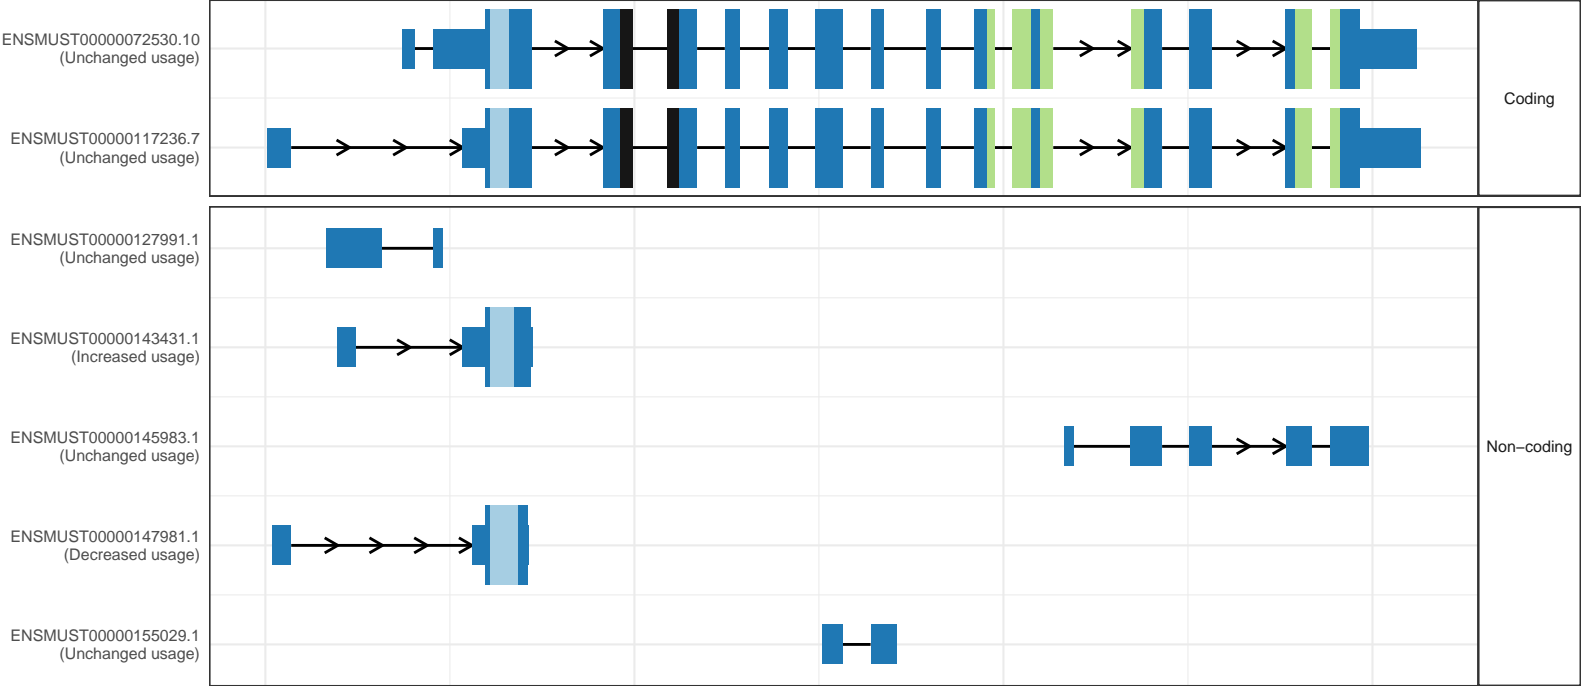 ENSMUST00000072530.10
(Unchanged usage)
ENSMUST00000117236.7
(Unchanged usage)
Coding
ENSMUST00000127991.1
(Unchanged usage)
ENSMUST00000143431.1
(Increased usage)
ENSMUST00000145983.1
(Unchanged usage)
Non−coding
ENSMUST00000147981.1
(Decreased usage)
ENSMUST00000155029.1
(Unchanged usage)